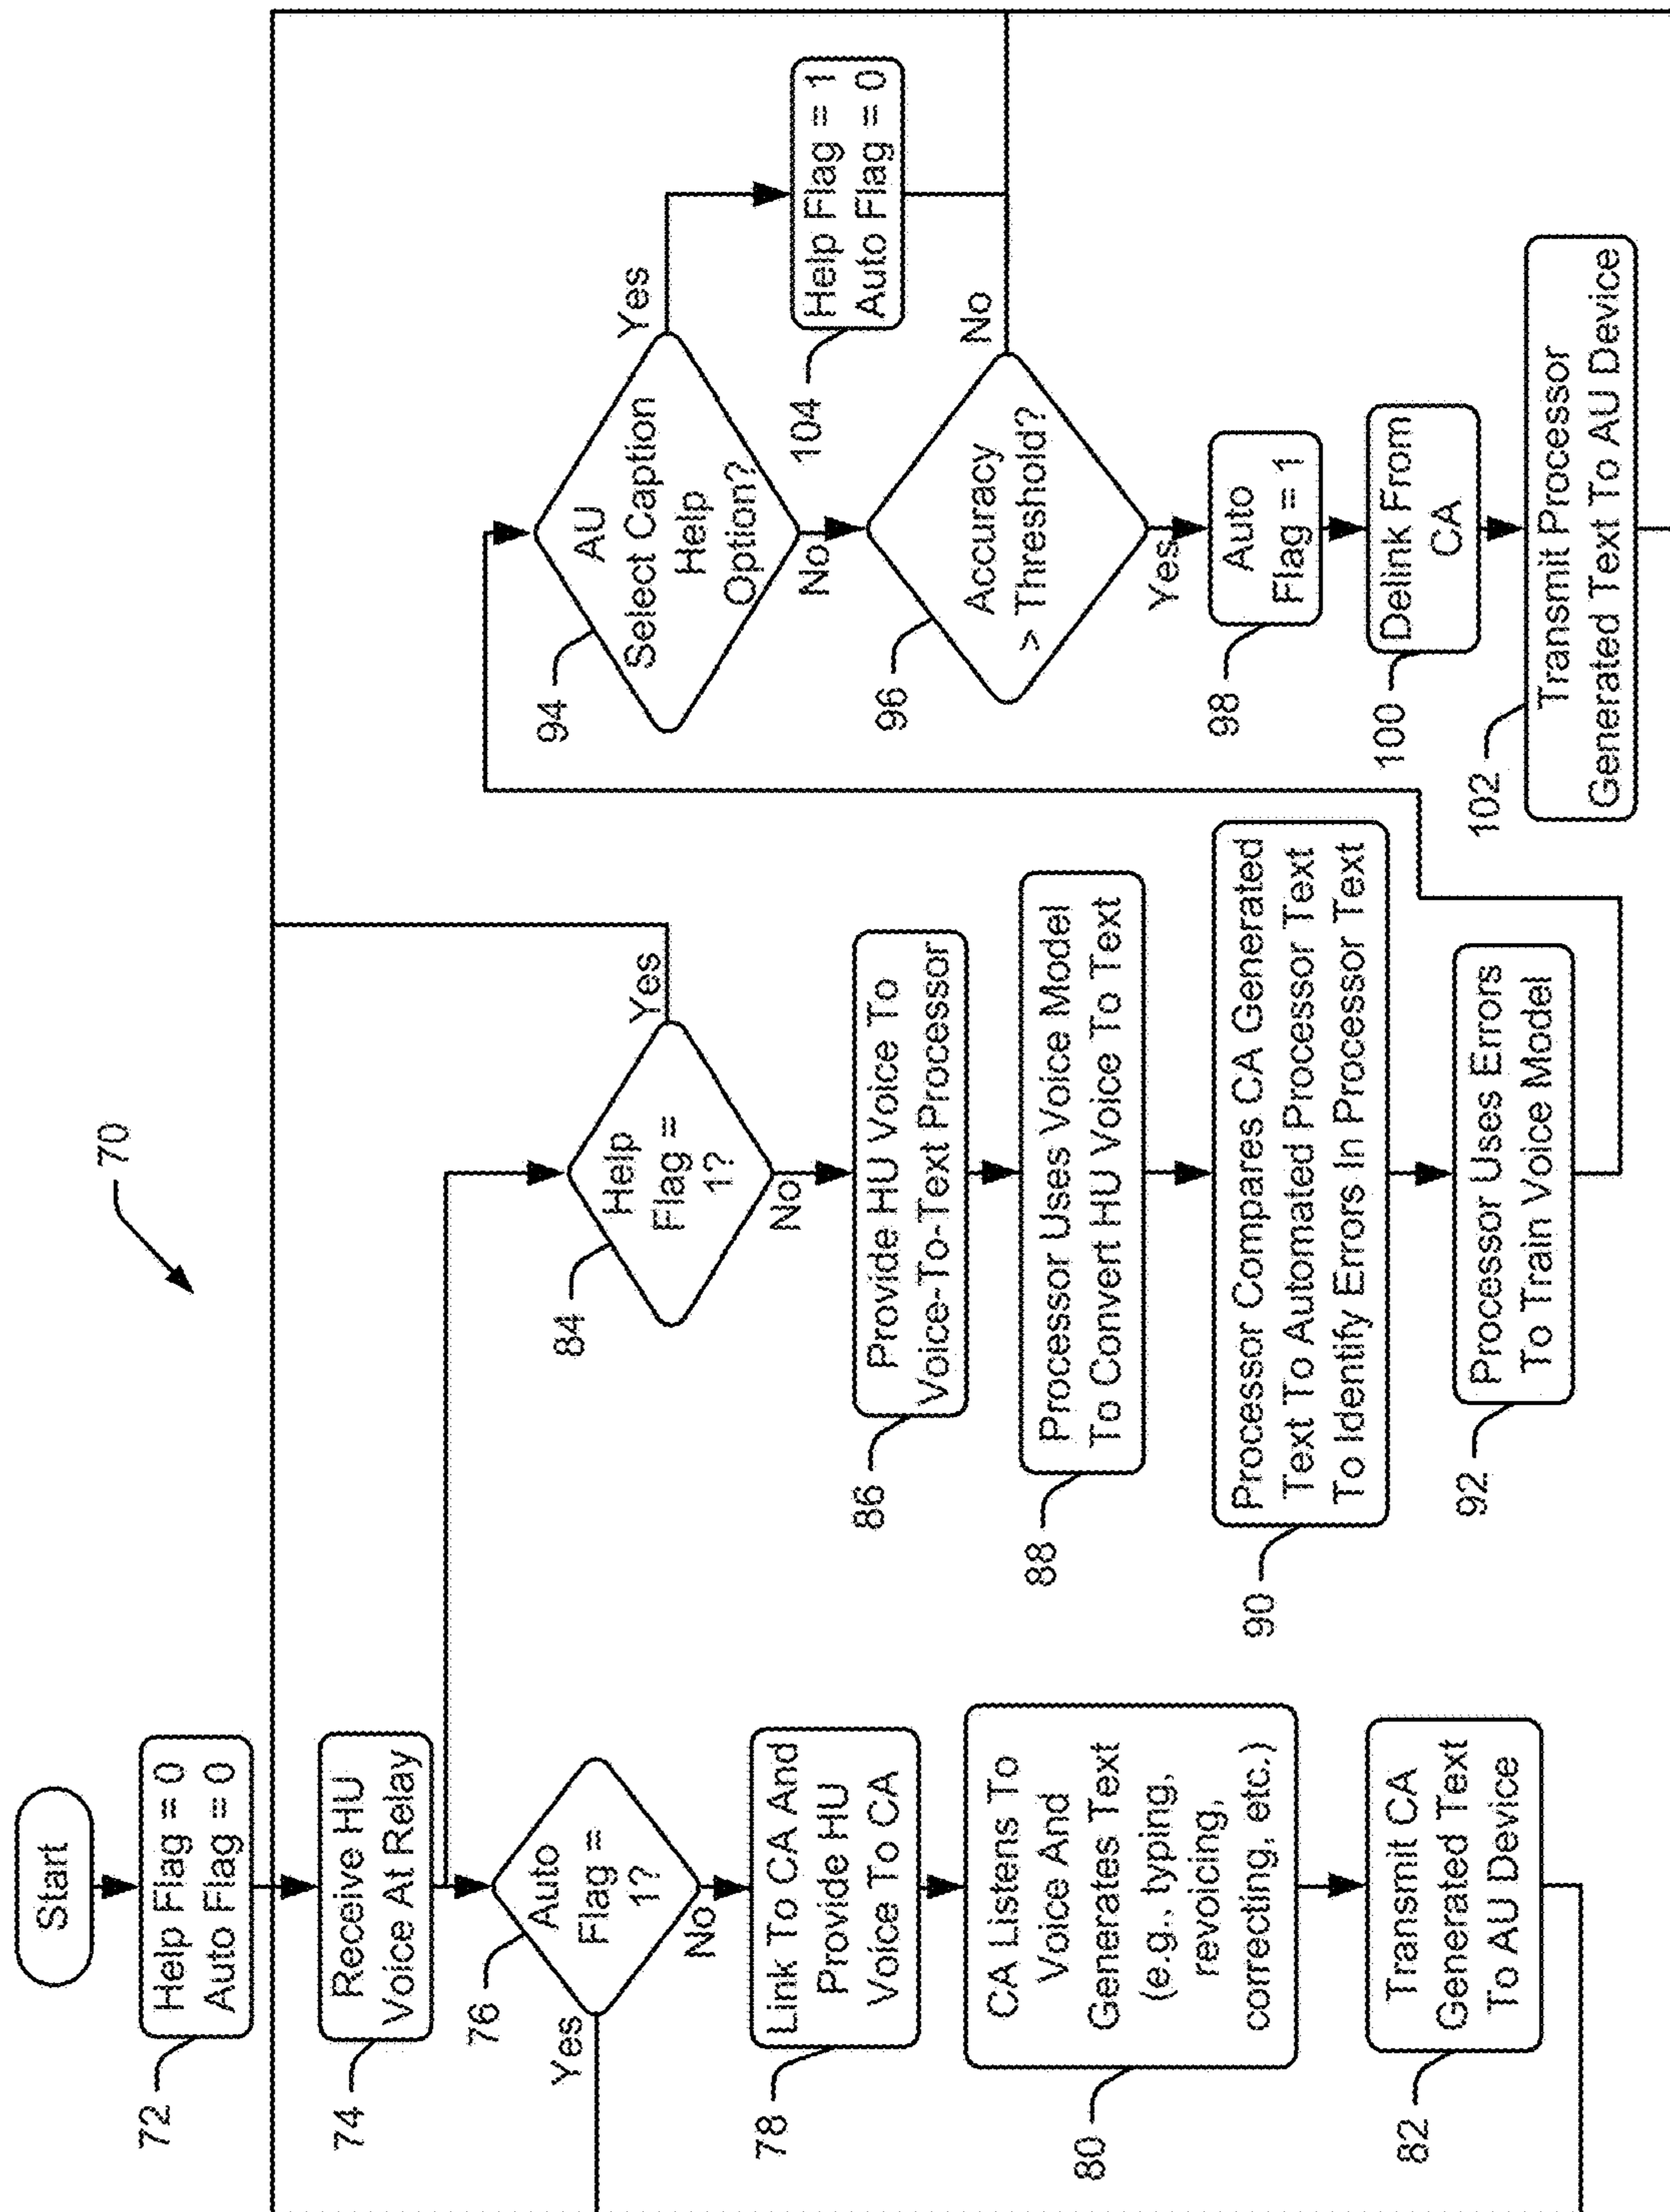 70
Start
72
Help Flag = 0
Auto Flag = 0
74
Receive HU
Voice At Relay
76
Auto
Flag =
1?
Yes
No
78
Link To CA And
Provide HU
Voice To CA
80
CA Listens To
Voice And
Generates Text
(e.g., typing,
revoicing,
correcting, etc.)
82
Transmit CA
Generated Text
To AU Device
84
Help
Flag =
1?
Yes
No
86
Provide HU Voice To
Voice-To-Text Processor
88
Processor Uses Voice Model
To Convert HU Voice To Text
90
Processor Compares CA Generated
Text To Automated Processor Text
To Identify Errors In Processor Text
92
Processor Uses Errors
To Train Voice Model
94
AU
Select Caption
Help
Option?
Yes
No
104
Help Flag = 1
Auto Flag = 0
96
Accuracy
> Threshold?
No
Yes
98
Auto
Flag = 1
100
Delink From
CA
102
Transmit Processor
Generated Text To AU Device